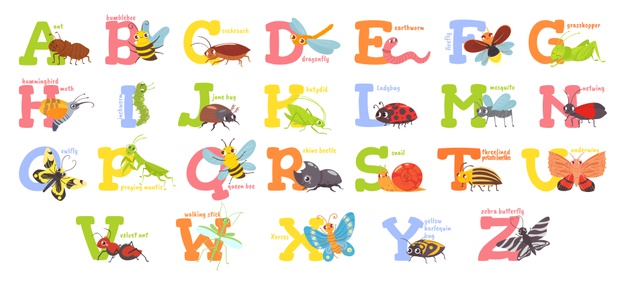 A ant
B bumblebee
C cockroach
D dragonfly
E earthworm
F firefly
G grasshopper
H hummingbird
moth
I inchworm
J june bug
K katydid
L ladybug
M mosquito
N netwing
O owlfly
P praying mantis
Q queen bee
R rhino beetle
S snail
T threelined
potato beetles
U underwing
V velvet ant
W walking stick
X Xerces
Y yellow
harlequin
bug
Z zebra butterfly